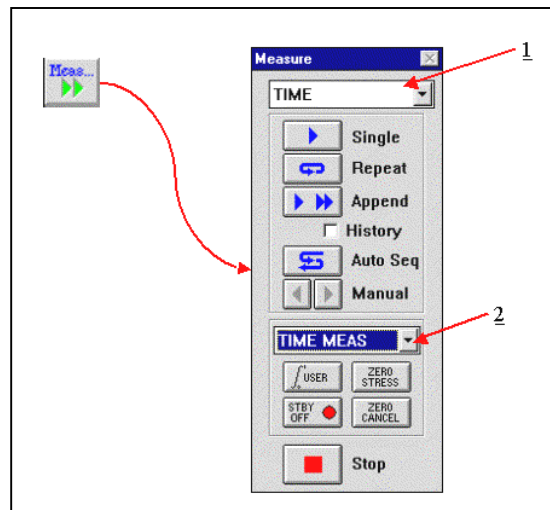 Meas...
Measure
1
TIME
Single
Repeat
Append
History
Auto Seq
Manual
2
TIME MEAS
USER
ZERO
STRESS
STBY
OFF
ZERO
CANCEL
Stop